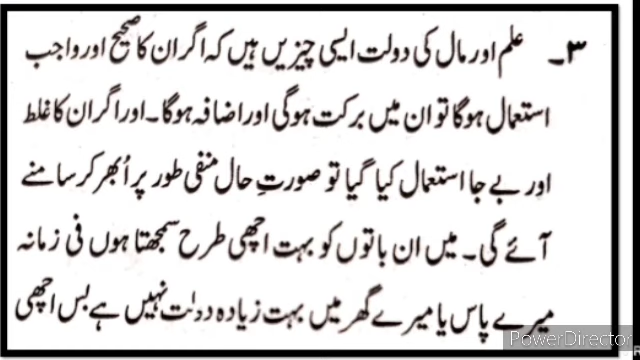 ۳۔ علم اور مال کی دولت ایسی چیزیں ہیں کہ اگر ان کا صحیح اور واجب
استعمال ہوگا تو ان میں برکت ہوگی اور اضافہ ہوگا۔ اور اگر ان کا غلط
اور بے جا استعمال کیا گیا تو صورتِ حال منفی طور پر اُبھر کر سامنے
آئے گی۔ میں ان باتوں کو بہت اچھی طرح سمجھتا ہوں فی زمانہ
میرے پاس یا میرے گھر میں بہت زیادہ دولت نہیں ہے بس اچھی
PowerDirector